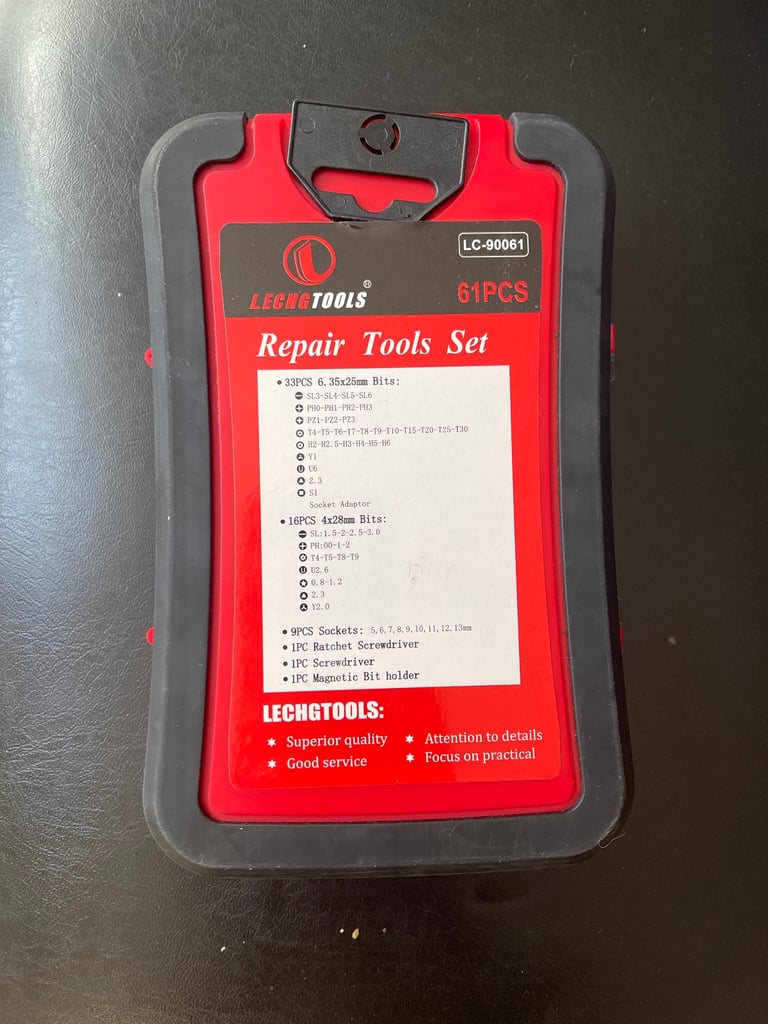 LC-90061
LECHGTOOLS®
61PCS
Repair Tools Set
•33PCS 6.35x25mm Bits:
SL3-SL4-SL5-SL6
PH0-PH1-PH2-PH3
PZ1-PZ2-PZ3
T4-T5-T6-T7-T8-T9-T10-T15-T20-T25-T30
H2-H2.5-H3-H4-H5-H6
Y1
U6
2.3
S1
Socket Adaptor
•16PCS 4x28mm Bits:
SL:1.5-2-2.5-3.0
PH:00-1-2
T4-T5-T8-T9
U2.6
0.8-1.2
2.3
Y2.0
•9PCS Sockets: 5,6,7,8,9,10,11,12,13mm
•1PC Ratchet Screwdriver
•1PC Screwdriver
•1PC Magnetic Bit holder
LECHGTOOLS:
★ Superior quality ★ Attention to details
★ Good service ★ Focus on practical